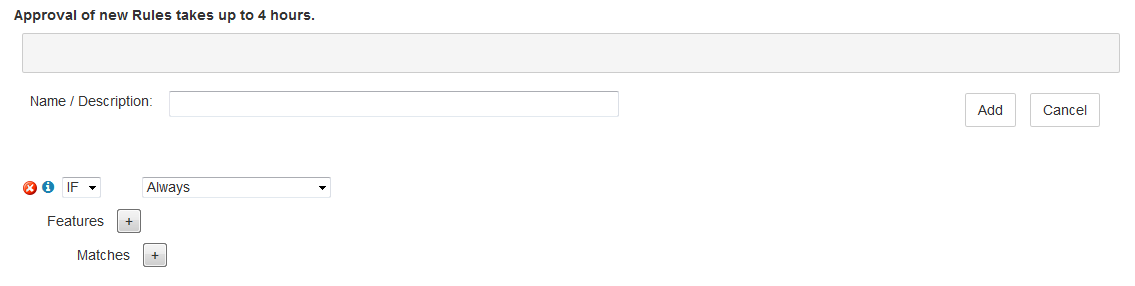 Approval of new Rules takes up to 4 hours.
Name / Description:
Add
Cancel
IF
Always
Features +
Matches +